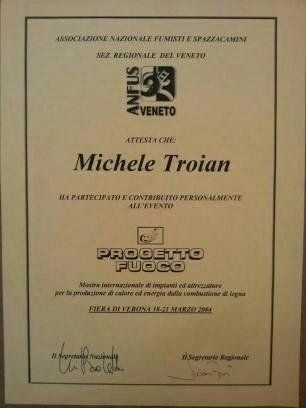 ASSOCIAZIONE NAZIONALE FUMISTI E SPAZZACAMINI
SEZ. REGIONALE DEL VENETO
ANFUS
VENETO
ATTESTA CHE:
Michele Troian
HA PARTECIPATO E CONTRIBUITO PERSONALMENTE
ALL'EVENTO
PROGETTO
FUOCO
Mostra internazionale di impianti ed attrezzature
per la produzione di calore ed energia dalla combustione di legna
FIERA DI VERONA 18-21 MARZO 2004
Il Segretario Nazionale
Il Segretario Regionale